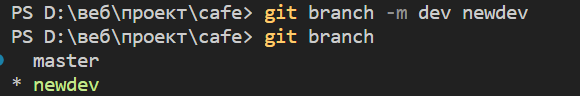 PS D:\веб\проект\cafe> git branch -m dev newdev
PS D:\веб\проект\cafe> git branch
  master
* newdev